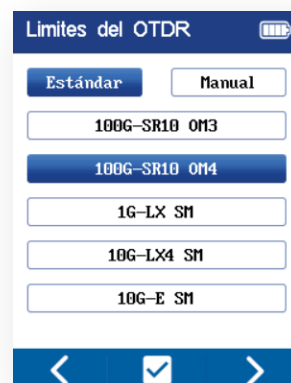 Limites del OTDR
Estándar Manual
100G-SR10 OM3
100G-SR10 OM4
1G-LX SM
10G-LX4 SM
10G-E SM